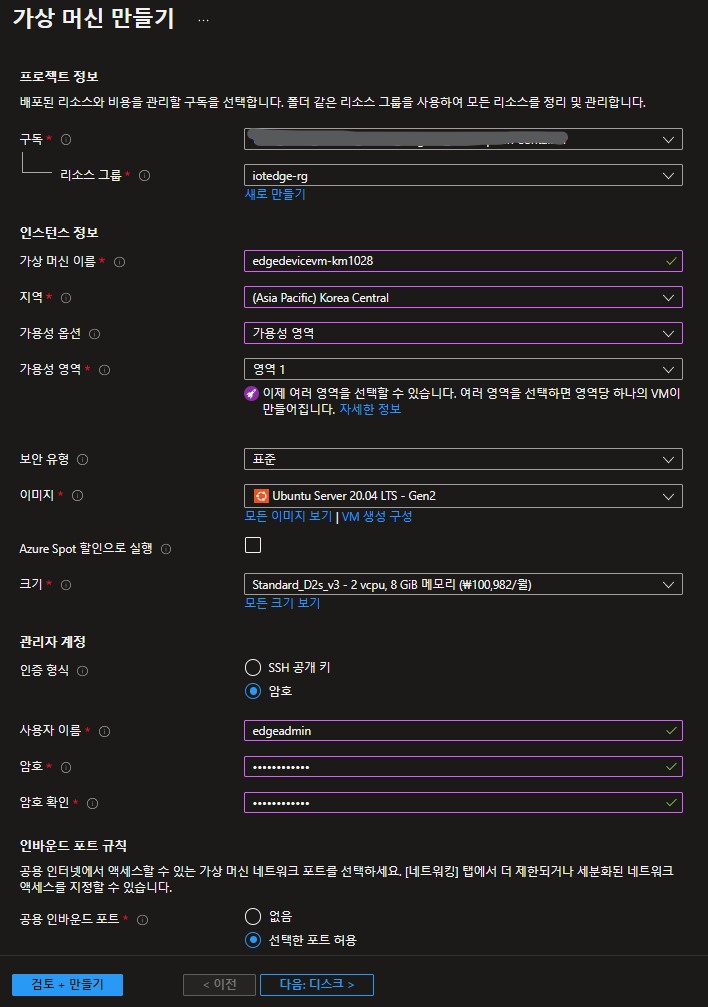 가상 머신 만들기 ...
프로젝트 정보
배포된 리소스와 비용을 관리할 구독을 선택합니다. 폴더 같은 리소스 그룹을 사용하여 모든 리소스를 정리 및 관리합니다.
구독 *
리소스 그룹 * iotedge-rg
새로 만들기
인스턴스 정보
가상 머신 이름 * edgedevicevm-km1028
지역 * (Asia Pacific) Korea Central
가용성 옵션 가용성 영역
가용성 영역 * 영역 1
이제 여러 영역을 선택할 수 있습니다. 여러 영역을 선택하면 영역당 하나의 VM이
만들어집니다. 자세한 정보
보안 유형 표준
이미지 * Ubuntu Server 20.04 LTS - Gen2
모든 이미지 보기 | VM 생성 구성
Azure Spot 할인으로 실행
크기 * Standard_D2s_v3 - 2 vcpu, 8 GiB 메모리 (₩100,982/월)
모든 크기 보기
관리자 계정
인증 형식 SSH 공개 키
암호
사용자 이름 * edgeadmin
암호 * ••••••••••••
암호 확인 * ••••••••••••
인바운드 포트 규칙
공용 인터넷에서 액세스할 수 있는 가상 머신 네트워크 포트를 선택하세요. [네트워킹] 탭에서 더 제한되거나 세분화된 네트워크
액세스를 지정할 수 있습니다.
공용 인바운드 포트 * 없음
선택한 포트 허용
검토 + 만들기 < 이전 다음: 디스크 >